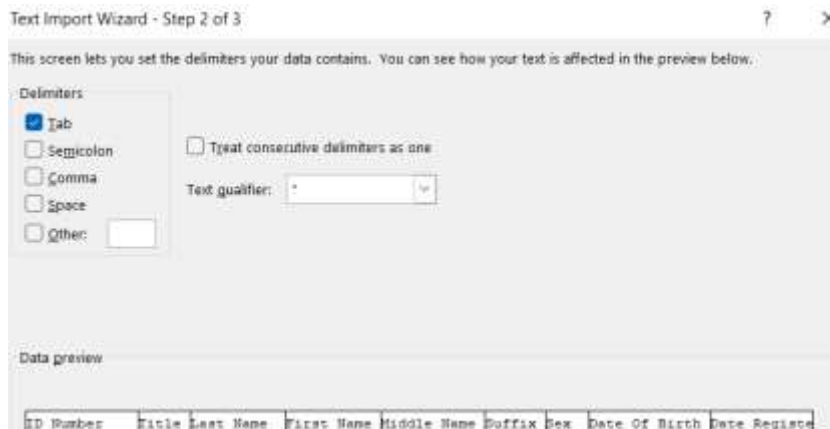 Text Import Wizard - Step 2 of 3
This screen lets you set the delimiters your data contains. You can see how your text is affected in the preview below.
Delimiters
Tab
Semicolon
Comma
Space
Other:
Treat consecutive delimiters as one
Text qualifier: "
Data preview
ID Number Title Last Name First Name Middle Name Suffix Sex Date Of Birth Date Registe